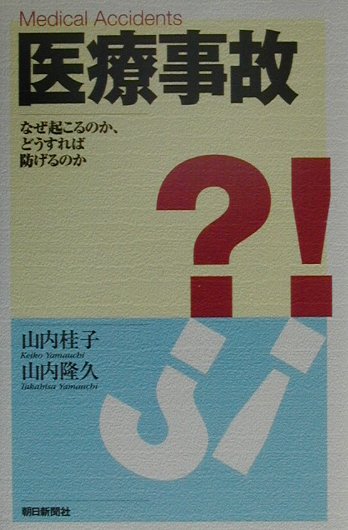 Medical Accidents
医療事故
なぜ起こるのか、
どうすれば
防げるのか
?!
山内桂子
Keiko Yamauchi
山内隆久
Takahisa Yamauchi
?!
朝日新聞社